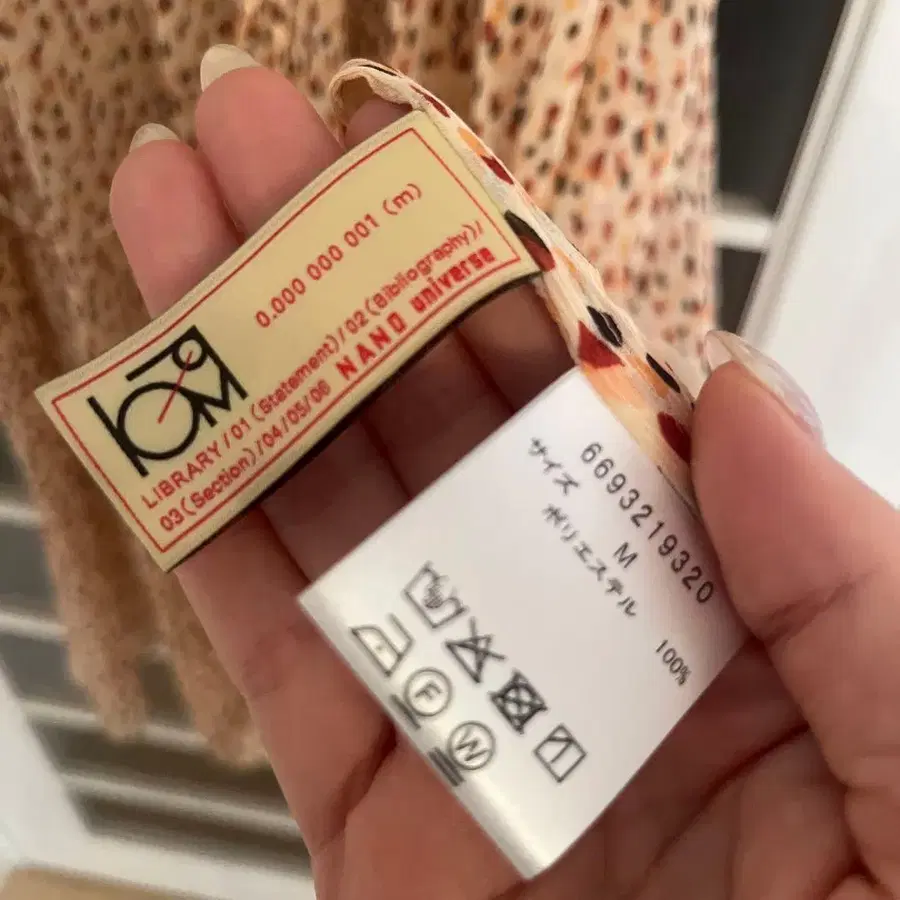 0.000 000 001 (m)
LIBRARY/01(Statement)/02(Bibliography)/
03(Section)/04/05/06 NANO universe
6693219320
サイズ M
ポリエステル 100%
F
W